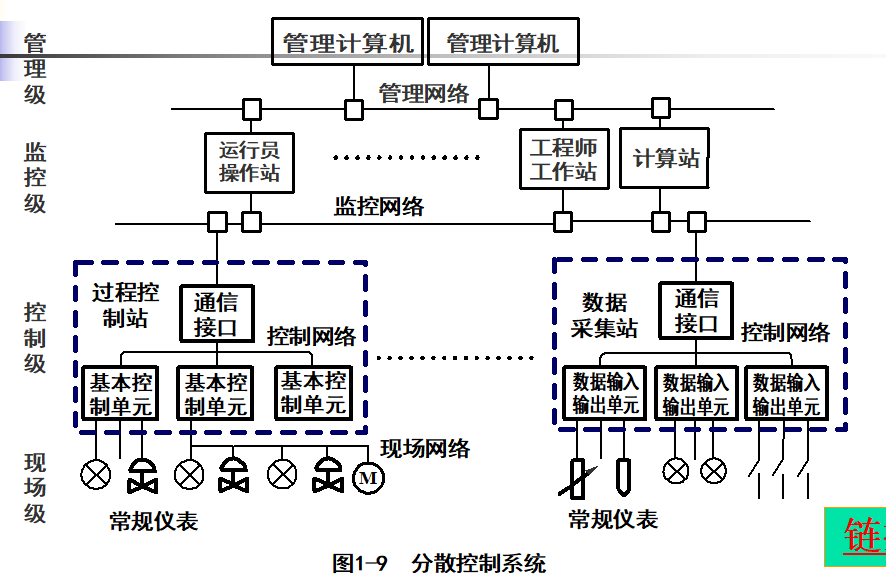 管理级
管理计算机
管理计算机
管理网络
监控级
运行员
操作站
工程师
工作站
计算站
监控网络
控制级
过程控
制站
通信
接口
控制网络
基本控
制单元
基本控
制单元
基本控
制单元
数据
采集站
通信
接口
控制网络
数据输入
输出单元
数据输入
输出单元
数据输入
输出单元
现场级
现场网络
M
常规仪表
常规仪表
图1-9 分散控制系统
链